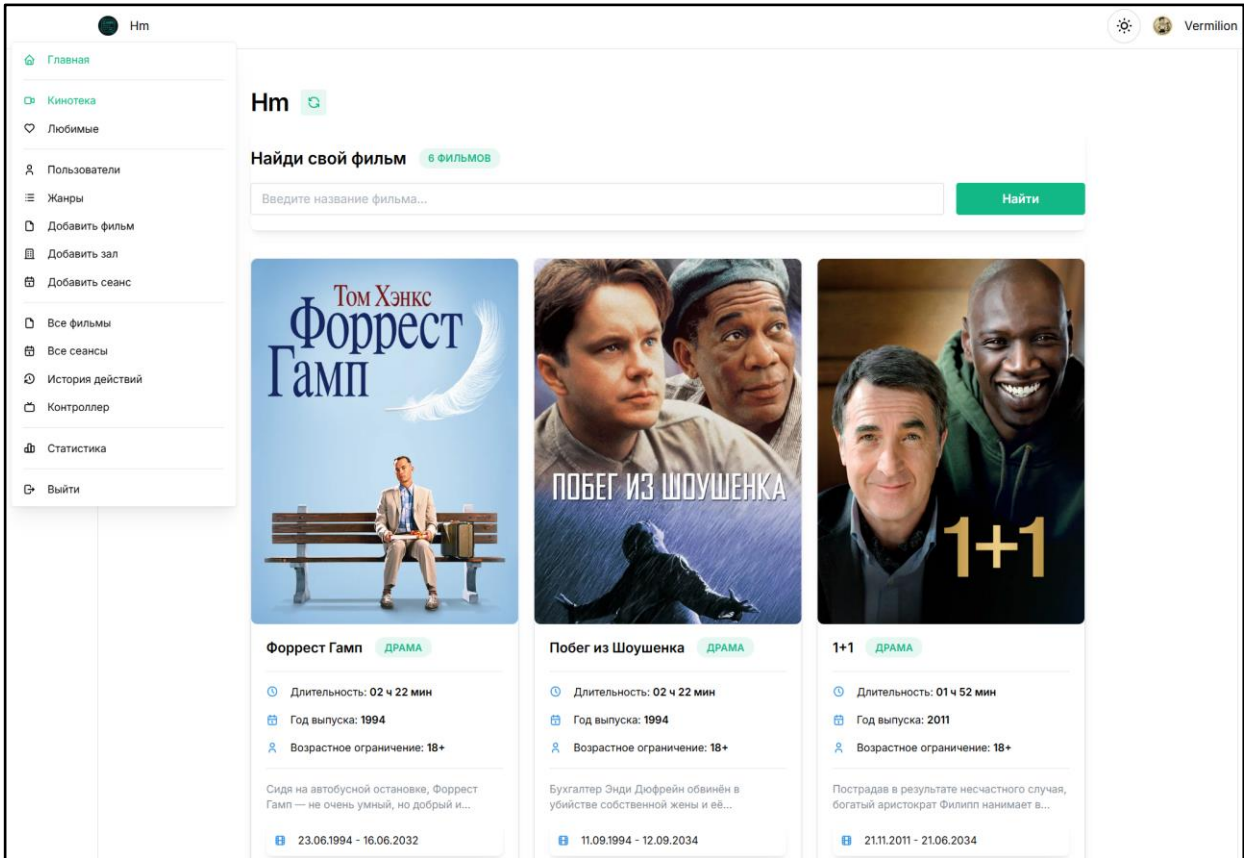 Hm
Vermilion
Главная
Кинотека
Любимые
Пользователи
Жанры
Добавить фильм
Добавить зал
Добавить сеанс
Все фильмы
Все сеансы
История действий
Контроллер
Статистика
Выйти
Hm
Найди свой фильм 6 ФИЛЬМОВ
Введите название фильма...
Найти
Том Хэнкс
Форрест
Гамп
Форрест Гамп ДРАМА
Длительность: 02 ч 22 мин
Год выпуска: 1994
Возрастное ограничение: 18+
Сидя на автобусной остановке, Форрест
Гамп — не очень умный, но добрый и...
23.06.1994 - 16.06.2032
ПОБЕГ ИЗ ШОУШЕНКА
Побег из Шоушенка ДРАМА
Длительность: 02 ч 22 мин
Год выпуска: 1994
Возрастное ограничение: 18+
Бухгалтер Энди Дюфрейн обвинён в
убийстве собственной жены и её...
11.09.1994 - 12.09.2034
1+1
1+1 ДРАМА
Длительность: 01 ч 52 мин
Год выпуска: 2011
Возрастное ограничение: 18+
Пострадав в результате несчастного случая,
богатый аристократ Филипп нанимает в...
21.11.2011 - 21.06.2034